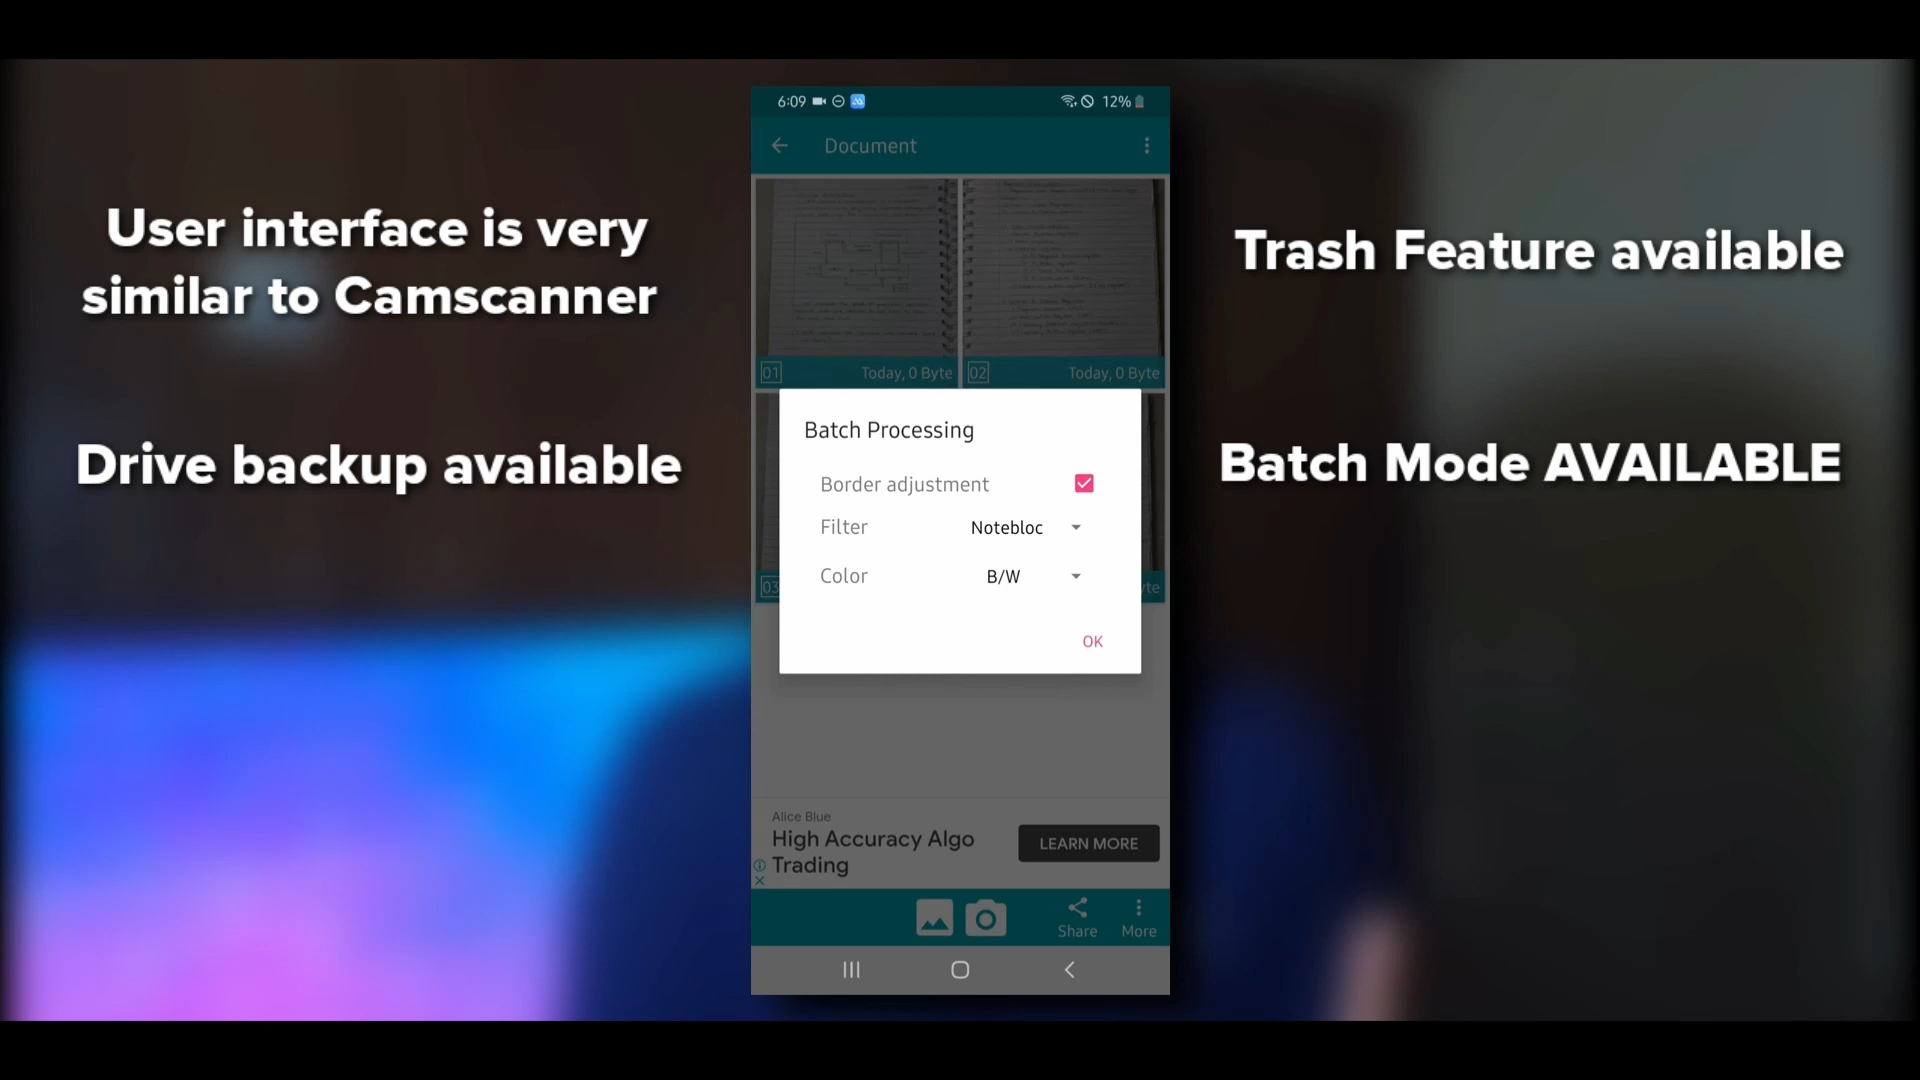 User interface is very
similar to Camscanner
Drive backup available
Trash Feature available
Batch Mode AVAILABLE
6:09
12%
Document
01
Today, 0 Byte
02
Today, 0 Byte
03
Batch Processing
Border adjustment
Filter
Notebloc
Color
B/W
OK
Alice Blue
High Accuracy Algo
Trading
LEARN MORE
Share
More